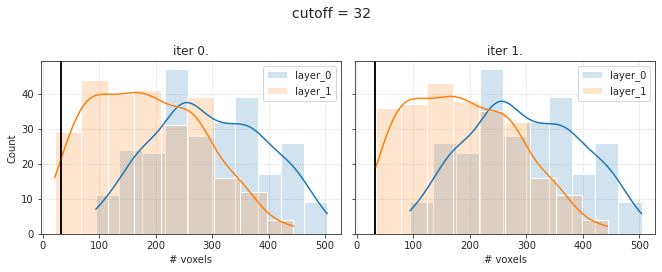 cutoff = 32
iter 0.
layer_0
layer_1
Count
0
10
20
30
40
0
100
200
300
400
500
# voxels
iter 1.
layer_0
layer_1
0
100
200
300
400
500
# voxels